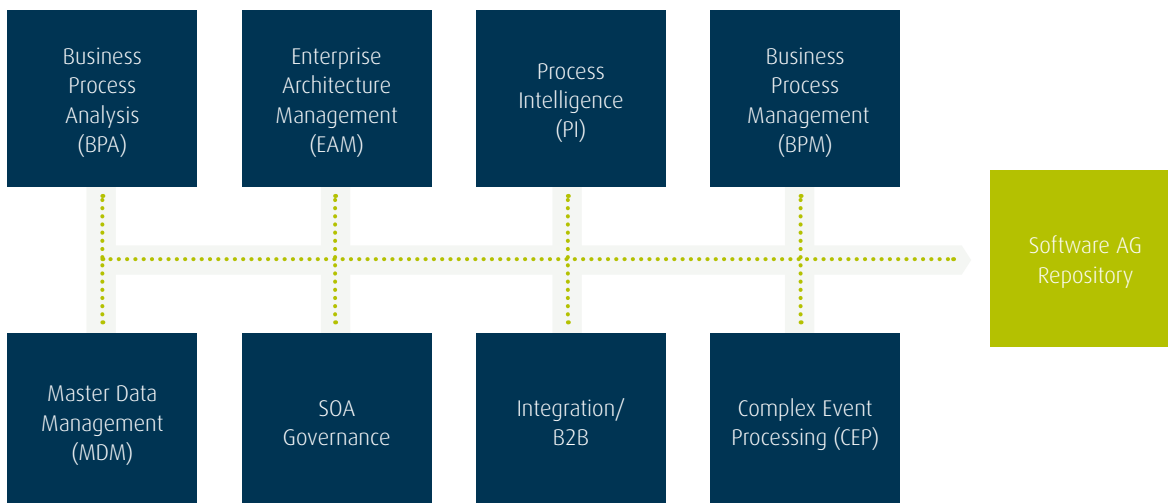 Business
Process
Analysis
(BPA)
Enterprise
Architecture
Management
(EAM)
Process
Intelligence
(PI)
Business
Process
Management
(BPM)
Software AG
Repository
Master Data
Management
(MDM)
SOA
Governance
Integration/
B2B
Complex Event
Processing (CEP)